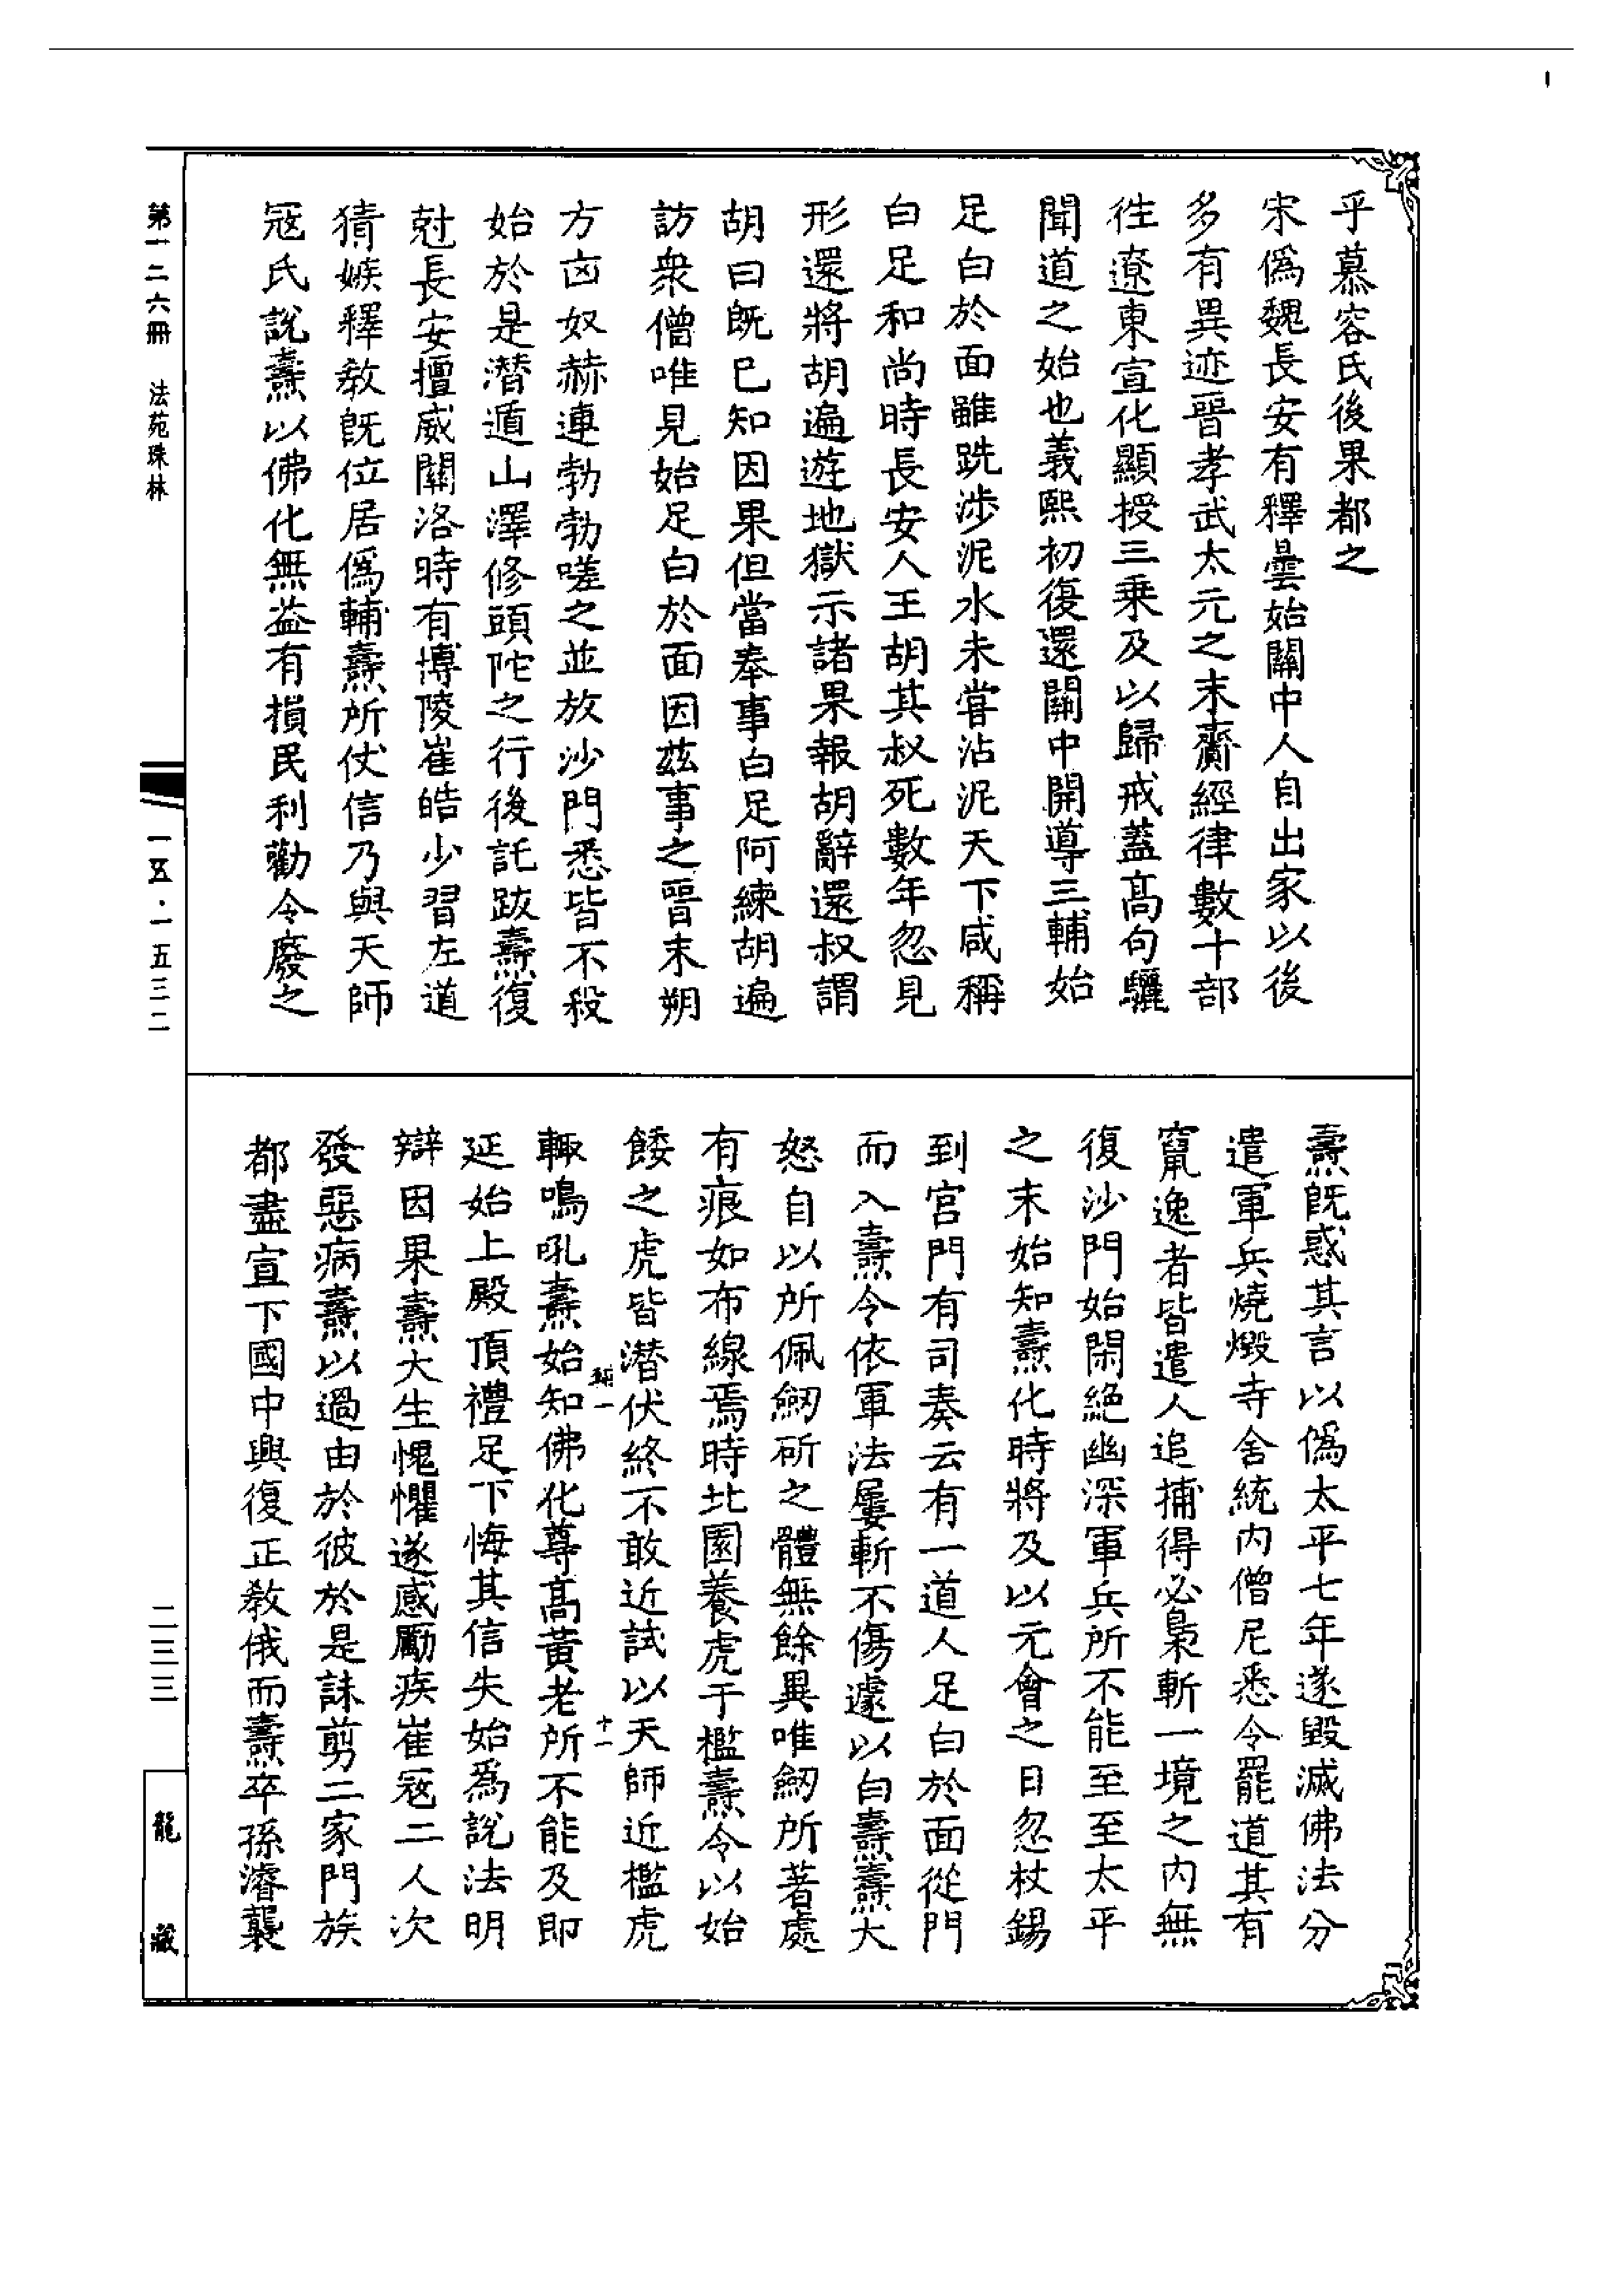 乎慕容氏後果都之
宋僞魏長安有釋曇始關中人自出家以後
多有異迹晉孝武太元之末齎經律數十部
徃遼東宣化顯授三乗及以歸戒蓋髙句驪
聞道之始也義熙初復還關中開導三輔始
足白於面雖跣涉泥水未甞沾泥天下咸稱
白足和尚時長安人王胡其叔死數年忽見
形還將胡遍遊地獄示諸果報胡辭還叔謂
胡曰旣已知因果但當奉事白足阿練胡遍
訪衆僧唯見始足白於面因兹事之晉末朔
方㐫奴赫連勃勃嗟之並放沙門悉皆不殺
始於是潜遁山澤修頭陀之行後託跋燾復
尅長安擅威關洛時有博陵崔皓少習左道
猜嫉釋教旣位居僞輔燾所仗信乃與天師
冦氏說燾以佛化無益有損民利勸令廢之
燾旣惑其言以僞太平七年遂毀滅佛法分
遣軍兵燒燬寺舍統内僧尼悉令罷道其有
竄逸者皆遣人追捕得必梟斬一境之内無
復沙門始閑絕幽深軍兵所不能至至太平
之末始知燾化時將及以元會之日忽杖錫
到宫門有司奏云有一道人足白於面從門
而入燾令依軍法屢斬不傷遽以白燾燾大
怒自以所佩劒斫之體無餘異唯劒所著處
有痕如布線焉時北園養虎于檻燾令以始
餧之虎皆潜伏終不敢近試以天師近檻虎
輙鳴吼燾始知佛化尊髙黃老所不能及即
延始上殿頂禮足下悔其信失始爲說法明
辯因果燾大生愧懼遂感勵疾崔冦二人次
發惡病燾以過由於彼於是誅剪二家門族
都盡宣下國中興復正教俄而燾卒孫濬襲
十一
第一二六冊 法苑珠林
一五·一五三二
二三三
龍藏